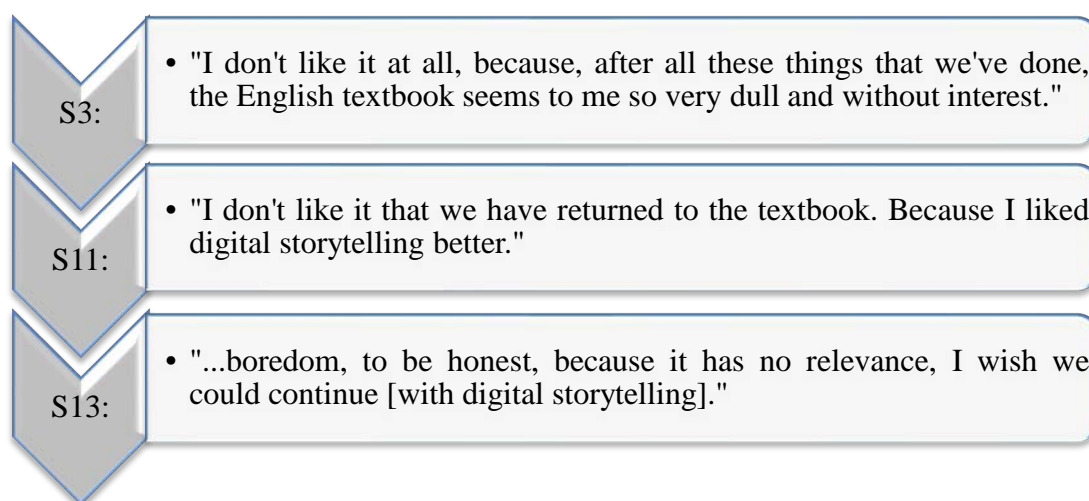 S3:
• "I don't like it at all, because, after all these things that we've done,
the English textbook seems to me so very dull and without interest."
S11:
• "I don't like it that we have returned to the textbook. Because I liked
digital storytelling better."
S13:
• "...boredom, to be honest, because it has no relevance, I wish we
could continue [with digital storytelling]."